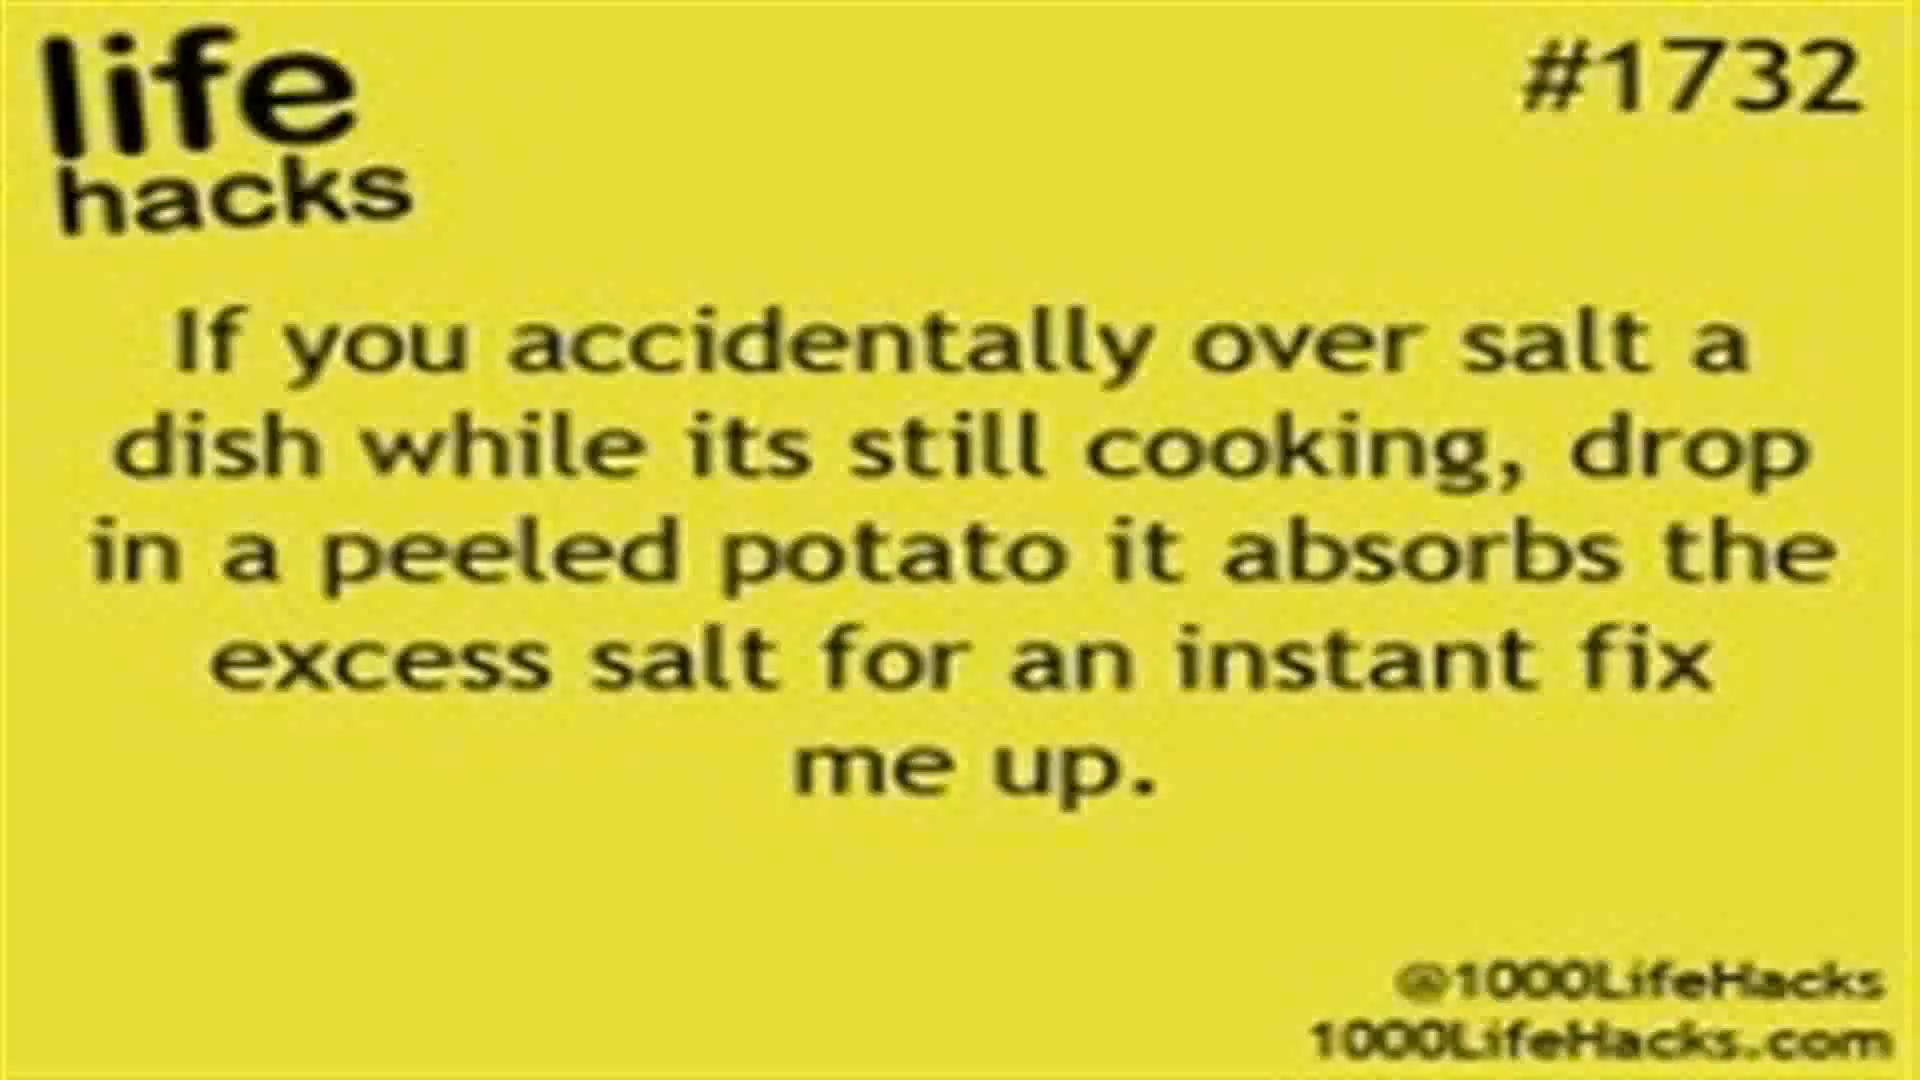 life
hacks
#1732
If you accidentally over salt a
dish while its still cooking, drop
in a peeled potato it absorbs the
excess salt for an instant fix
me up.
@1000LifeHacks
1000LifeHacks.com